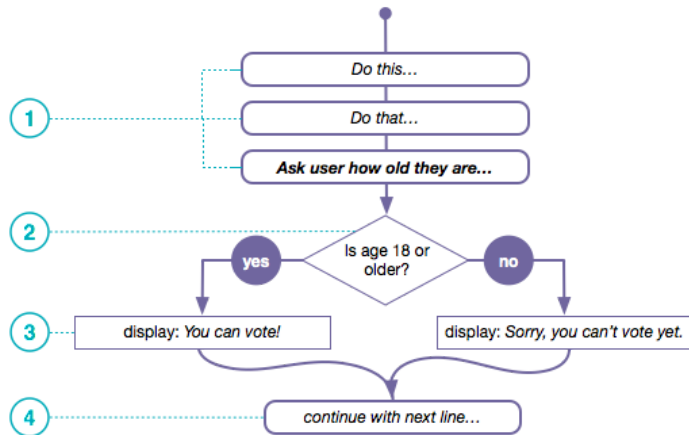 Do this…
1
Do that…
Ask user how old they are…
2
Is age 18 or
older?
yes
no
3
display: You can vote!
display: Sorry, you can't vote yet.
4
continue with next line…